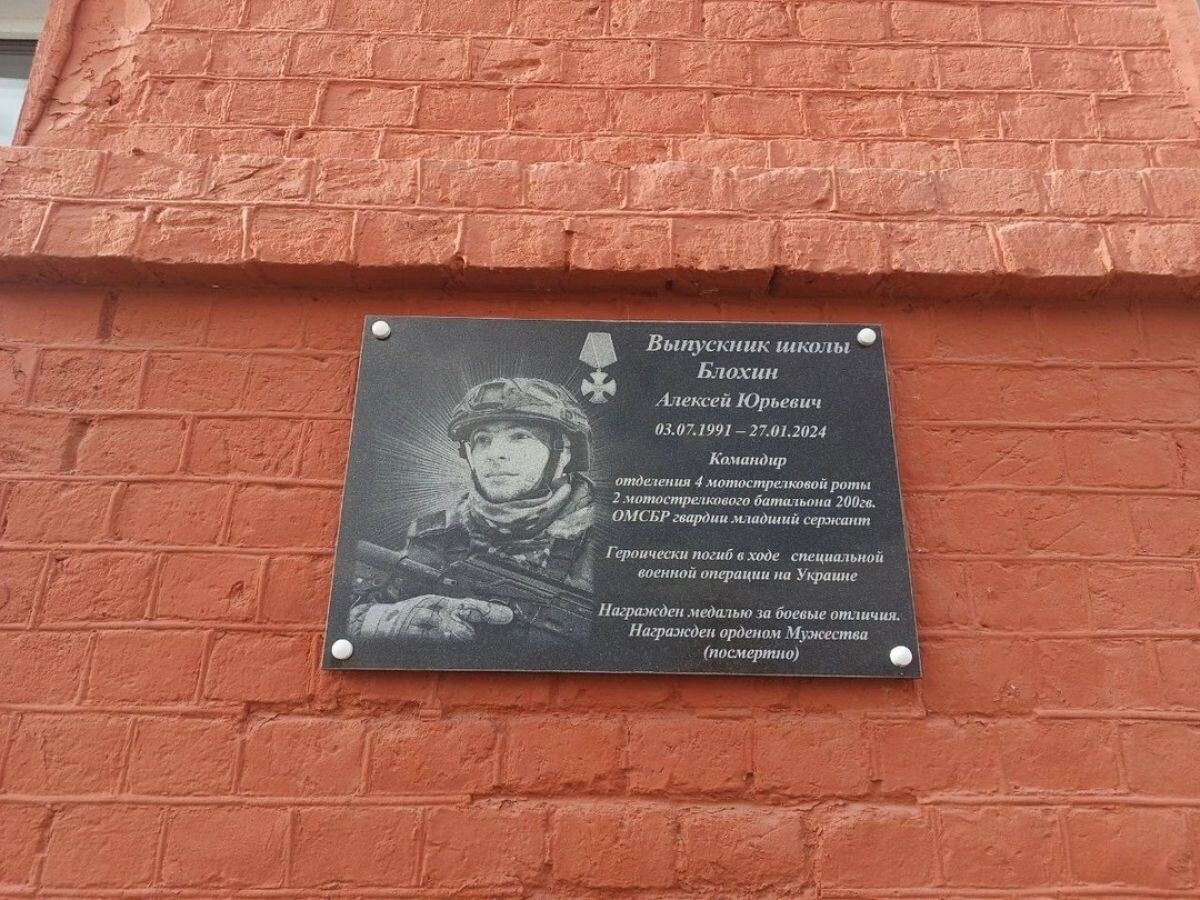 Выпускник школы
Блохин
Алексей Юрьевич
03.07.1991 – 27.01.2024
Командир
отделения 4 мотострелковой роты
2 мотострелкового батальона 200гв.
ОМСБР гвардии младший сержант
Героически погиб в ходе специальной
военной операции на Украине
Награжден медалью за боевые отличия.
Награжден орденом Мужества
(посмертно)